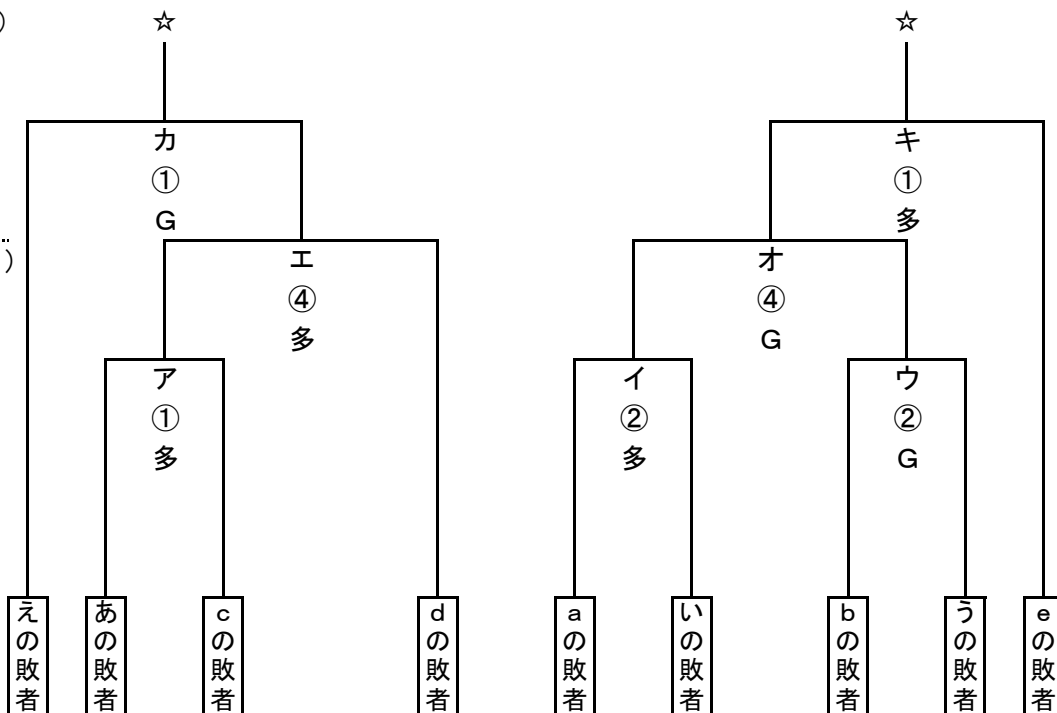 )
☆
☆
カ
①
G
キ
①
多
)
エ
④
多
オ
④
G
ア
①
多
イ
②
多
ウ
②
G
えの敗者
あの敗者
cの敗者
dの敗者
aの敗者
いの敗者
bの敗者
うの敗者
eの敗者